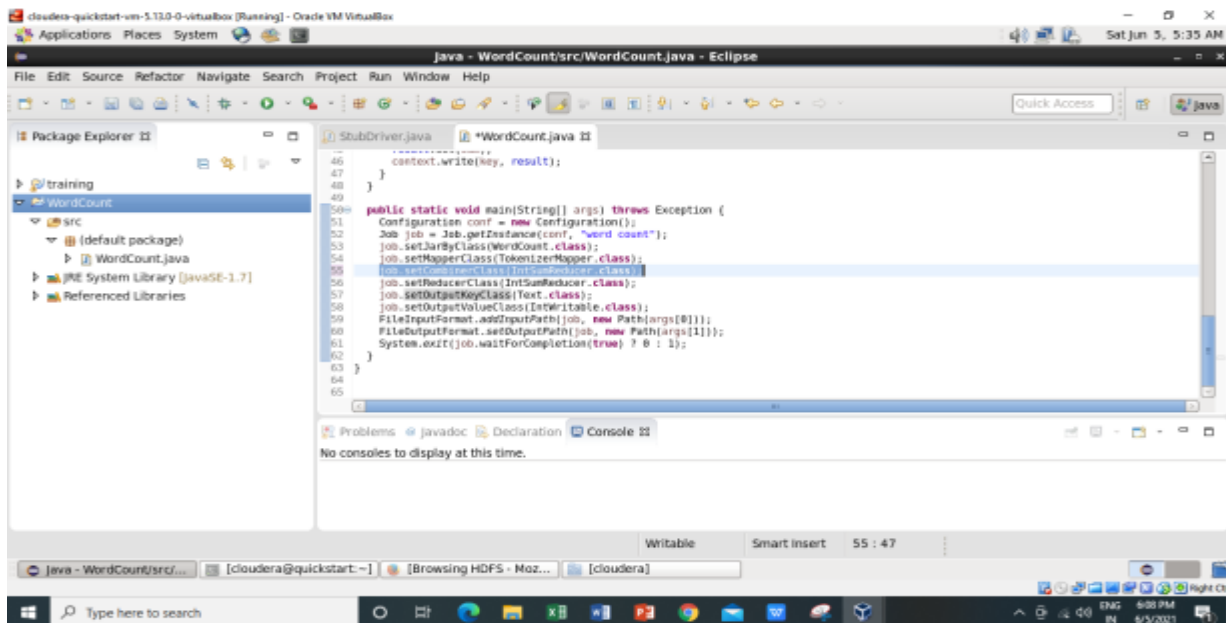 cloudera-quickstart-vm-5.13.0-0-virtualbox [Running] - Oracle VM VirtualBox
Applications Places System Sat Jun 5, 5:35 AM
Java - WordCount/src/WordCount.java - Eclipse
File Edit Source Refactor Navigate Search Project Run Window Help
Quick Access Java
Package Explorer StubDriver.java *WordCount.java
training
WordCount
src
(default package)
WordCount.java
JRE System Library [JavaSE-1.7]
Referenced Libraries
46 context.write(key, result);
47 }
48 }
49
50 public static void main(String[] args) throws Exception {
51 Configuration conf = new Configuration();
52 Job job = Job.getInstance(conf, "word count");
53 job.setJarByClass(WordCount.class);
54 job.setMapperClass(TokenizerMapper.class);
55 job.setCombinerClass(IntSumReducer.class)
56 job.setReducerClass(IntSumReducer.class);
57 job.setOutputKeyClass(Text.class);
58 job.setOutputValueClass(IntWritable.class);
59 FileInputFormat.addInputPath(job, new Path(args[0]));
60 FileOutputFormat.setOutputPath(job, new Path(args[1]));
61 System.exit(job.waitForCompletion(true) ? 0 : 1);
62 }
63 }
64
65
Problems Javadoc Declaration Console
No consoles to display at this time.
Writable Smart Insert 55 : 47
Java - WordCount/src/... [cloudera@quickstart:~] [Browsing HDFS - Moz... [cloudera]
Right Ct
Type here to search ENG 6:08 PM
IN 6/5/2021